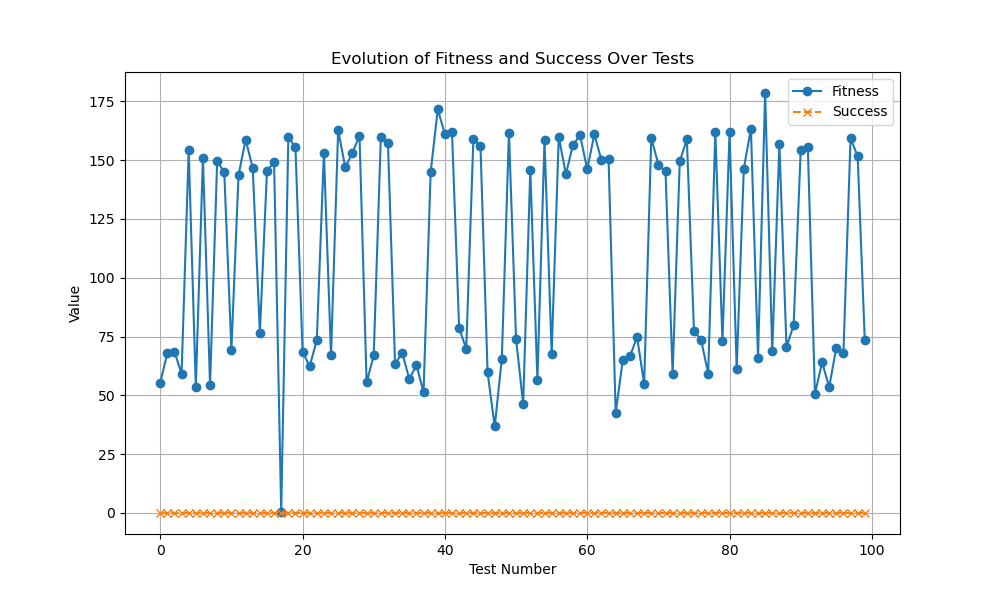 Evolution of Fitness and Success Over Tests
Fitness
Success
Value
175
150
125
100
75
50
25
0
0 20 40 60 80 100
Test Number